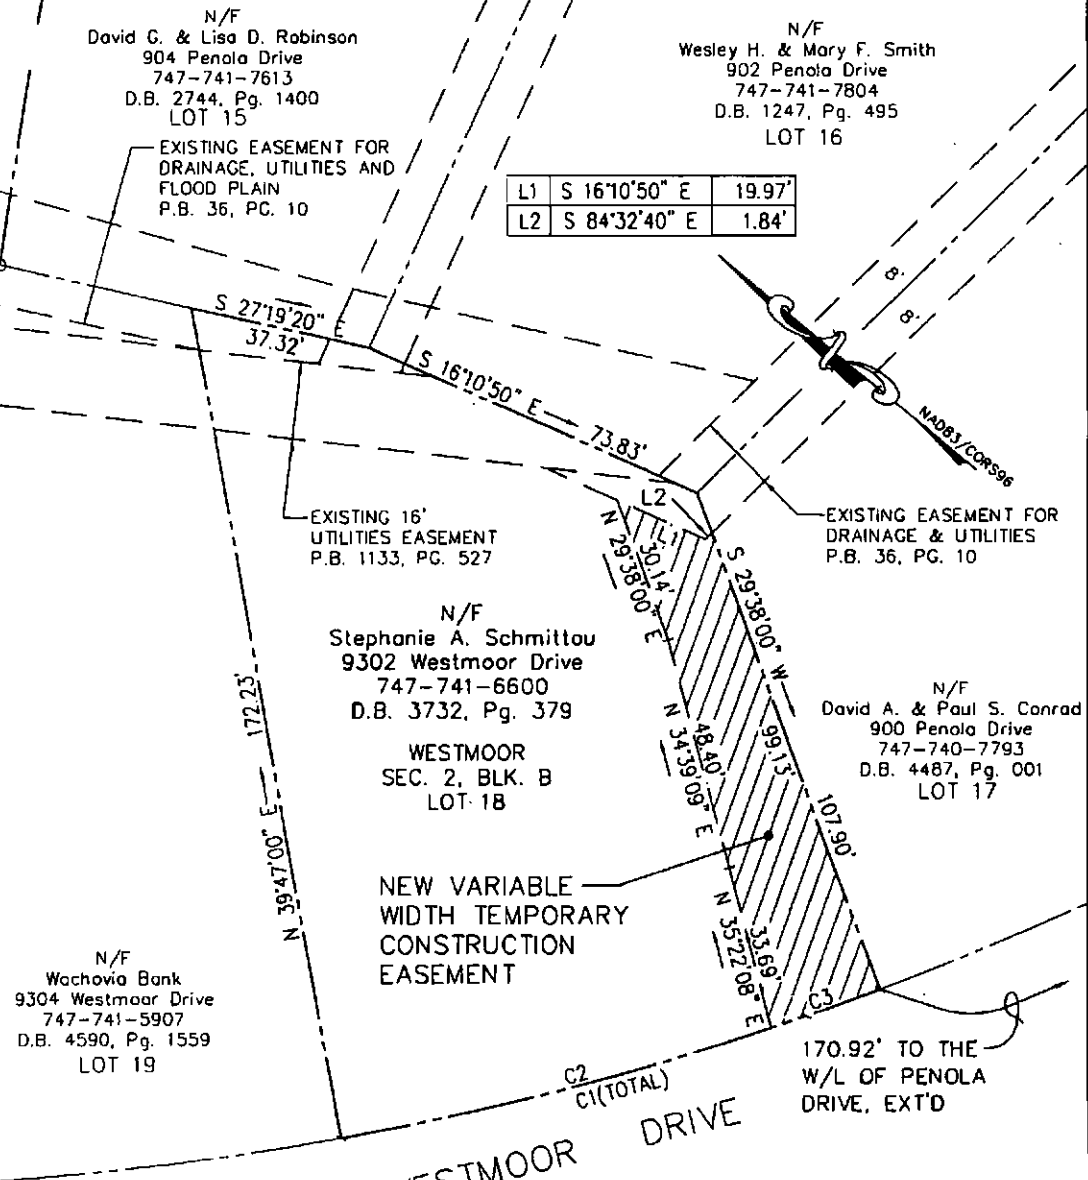 N/F
David G. & Lisa D. Robinson
904 Penola Drive
747-741-7613
D.B. 2744, Pg. 1400
LOT 15
EXISTING EASEMENT FOR
DRAINAGE, UTILITIES AND
FLOOD PLAIN
P.B. 36, PG. 10
N/F
Wesley H. & Mary F. Smith
902 Penola Drive
747-741-7804
D.B. 1247, Pg. 495
LOT 16
L1 S 16°10'50" E 19.97'
L2 S 84°32'40" E 1.84'
8'
8'
NAD83/CORS96
S 27°19'20" E
37.32'
S 16°10'50" E
73.83'
L2
L1
EXISTING 16'
UTILITIES EASEMENT
P.B. 1133, PG. 527
EXISTING EASEMENT FOR
DRAINAGE & UTILITIES
P.B. 36, PG. 10
30.14'
N 29°38'00" E
S 29°38'00" W
99.13'
107.90'
N/F
Stephanie A. Schmittou
9302 Westmoor Drive
747-741-6600
D.B. 3732, Pg. 379
WESTMOOR
SEC. 2, BLK. B
LOT 18
172.23'
N 39°47'00" E
48.40'
N 34°39'09" E
N/F
David A. & Paul S. Conrad
900 Penola Drive
747-740-7793
D.B. 4487, Pg. 001
LOT 17
NEW VARIABLE
WIDTH TEMPORARY
CONSTRUCTION
EASEMENT
33.69'
N 35°22'08" E
N/F
Wachovia Bank
9304 Westmoor Drive
747-741-5907
D.B. 4590, Pg. 1559
LOT 19
C3
170.92' TO THE
W/L OF PENOLA
DRIVE, EXT'D
C2
C1(TOTAL)
ESTMOOR DRIVE